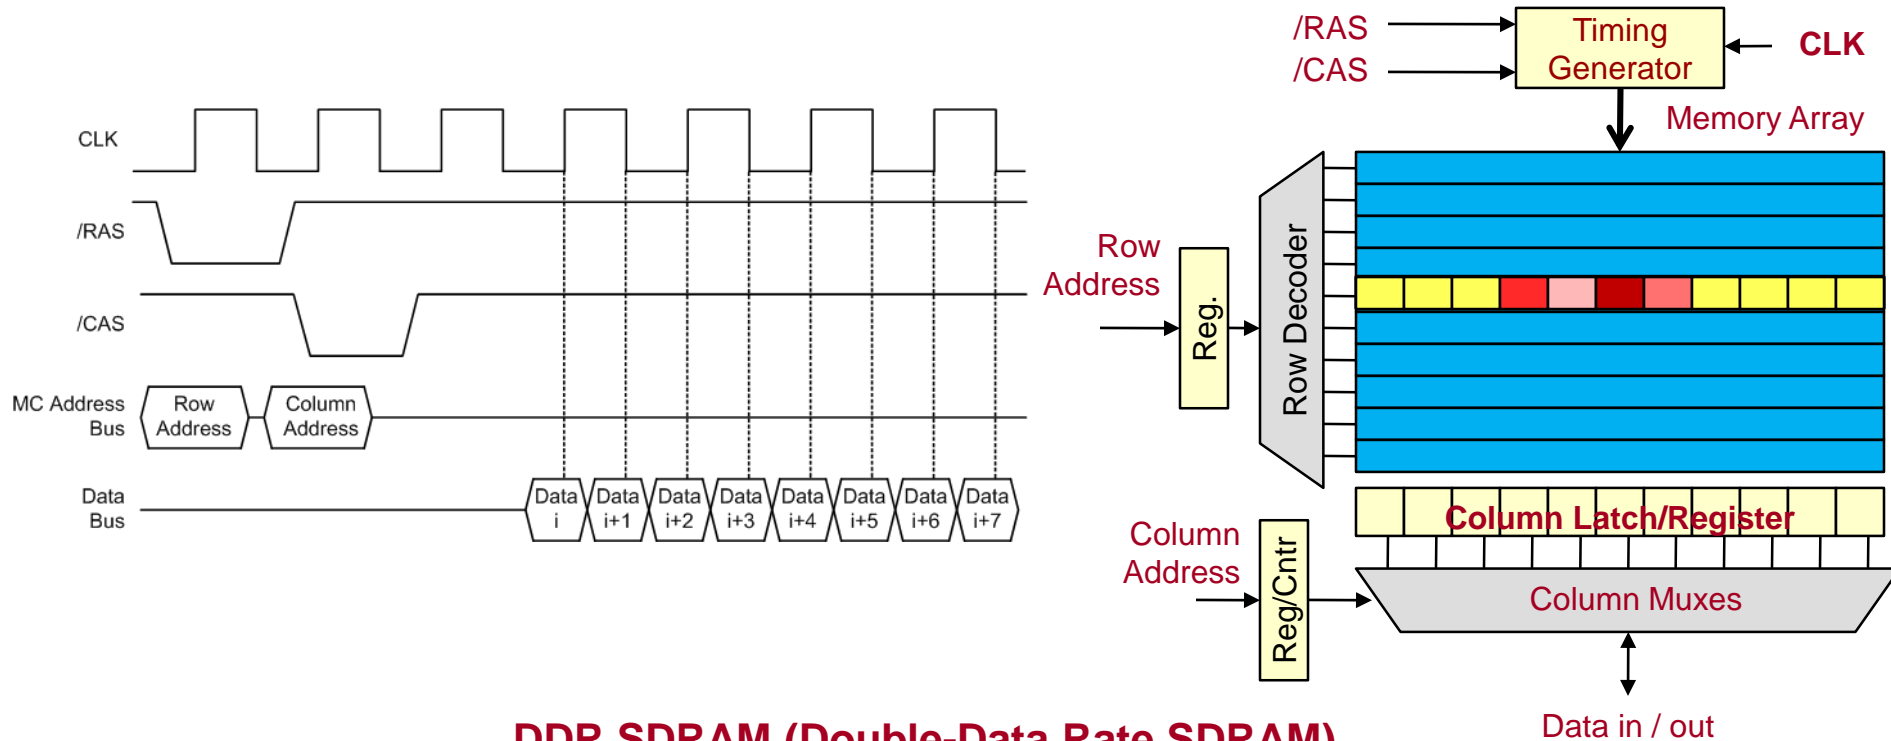 CLK
/RAS
/CAS
MC Address
Bus
Row
Address
Column
Address
Data
Bus
Data
i
Data
i+1
Data
i+2
Data
i+3
Data
i+4
Data
i+5
Data
i+6
Data
i+7
/RAS
/CAS
Timing
Generator
CLK
Memory Array
Row
Address
Reg.
Row Decoder
Column Latch/Register
Column
Address
Reg/Cntr
Column Muxes
Data in / out
DDR SDRAM (Double-Data Rate SDRAM)